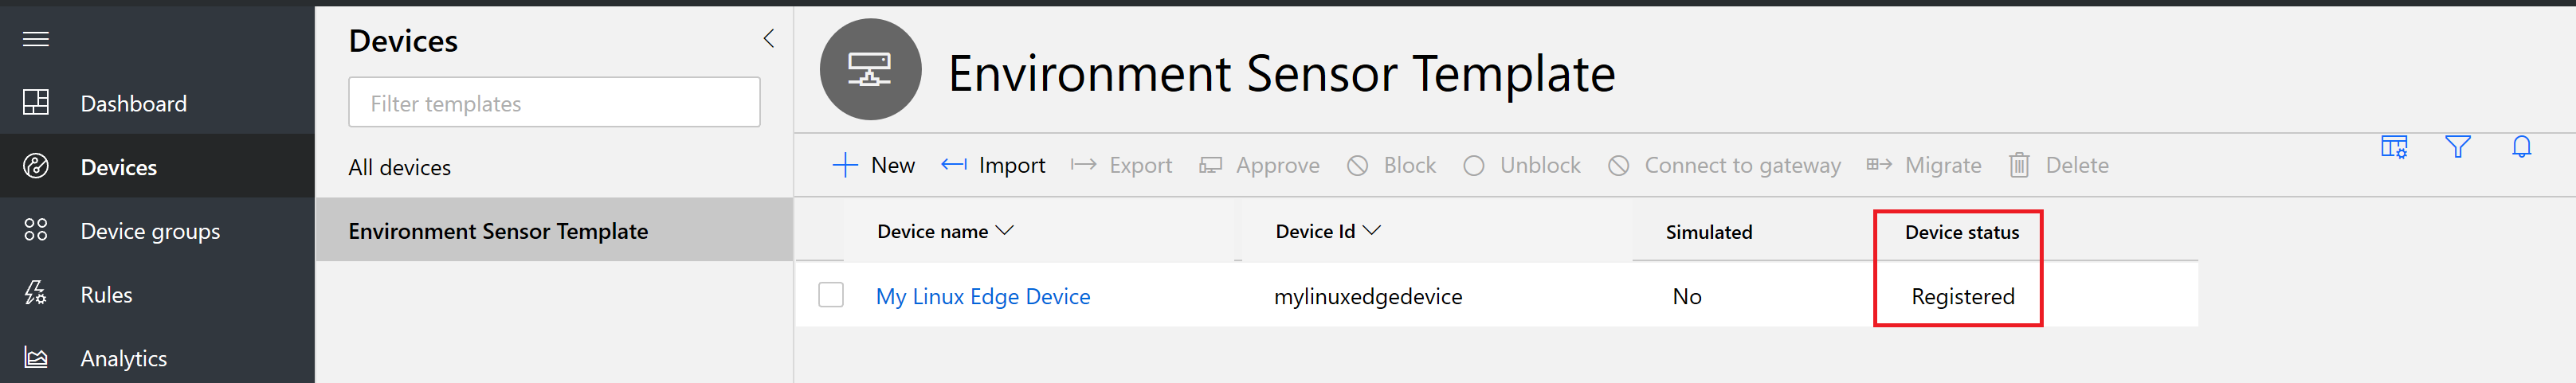 Dashboard
Devices
Device groups
Rules
Analytics
Devices
Filter templates
All devices
Environment Sensor Template
Environment Sensor Template
New Import Export Approve Block Unblock Connect to gateway Migrate Delete
Device name Device Id Simulated Device status
My Linux Edge Device mylinuxedgedevice No Registered